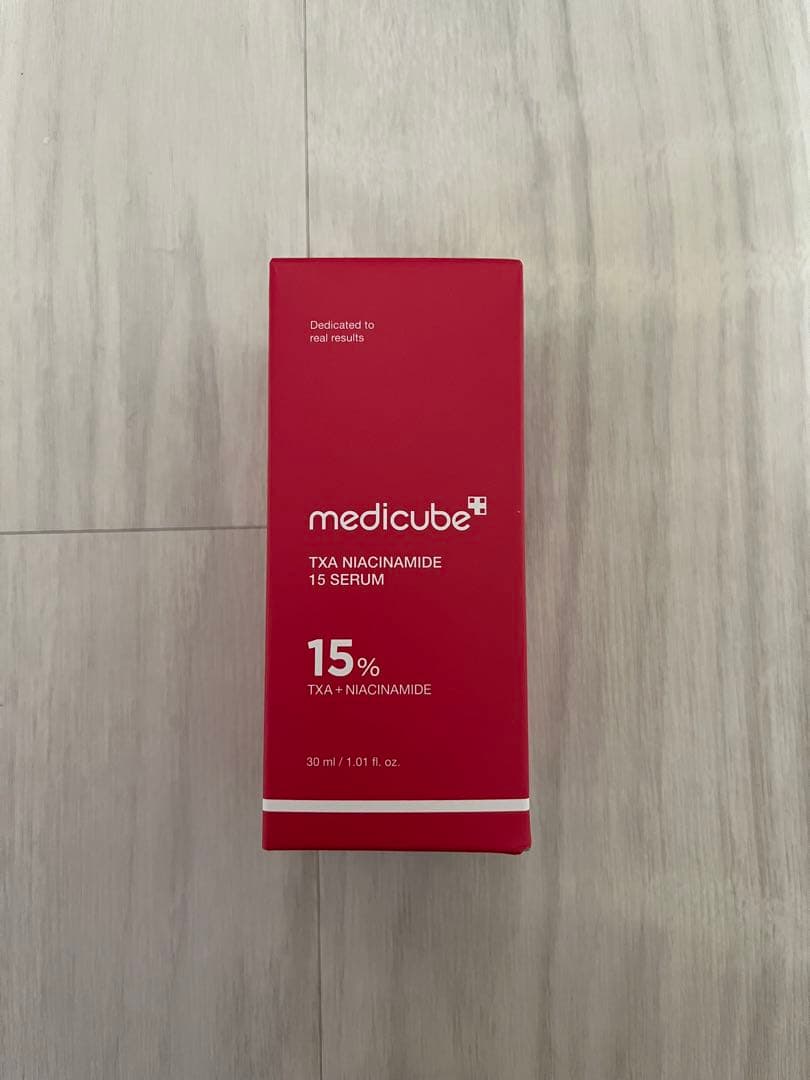 Dedicated to
real results
medicube
TXA NIACINAMIDE
15 SERUM
15%
TXA + NIACINAMIDE
30 ml / 1.01 fl. oz.